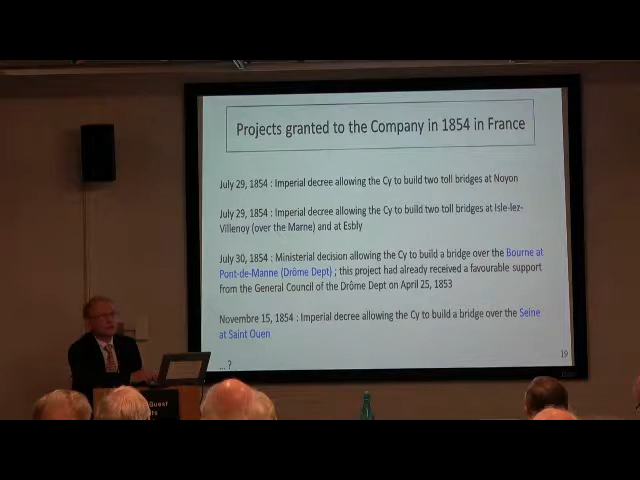 Projects granted to the Company in 1854 in France
July 29, 1854 : Imperial decree allowing the Cy to build two toll bridges at Noyon
July 29, 1854 : Imperial decree allowing the Cy to build two toll bridges at Isle-lez-
Villenoy (over the Marne) and at Esbly
July 30, 1854 : Ministerial decision allowing the Cy to build a bridge over the Bourne at
Pont-de-Manne (Drôme Dept) ; this project had already received a favourable support
from the General Council of the Drôme Dept on April 25, 1853
Novembre 15, 1854 : Imperial decree allowing the Cy to build a bridge over the Seine
at Saint Ouen
... ?
19
Guest